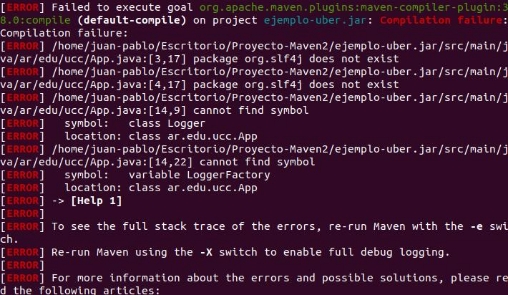 [ERROR] Failed to execute goal org.apache.maven.plugins:maven-compiler-plugin:3
8.0:compile (default-compile) on project ejemplo-uber.jar: Compilation failure:
Compilation failure:
[ERROR] /home/juan-pablo/Escritorio/Proyecto-Maven2/ejemplo-uber.jar/src/main/j
va/ar/edu/ucc/App.java:[3,17] package org.slf4j does not exist
[ERROR] /home/juan-pablo/Escritorio/Proyecto-Maven2/ejemplo-uber.jar/src/main/j
va/ar/edu/ucc/App.java:[4,17] package org.slf4j does not exist
[ERROR] /home/juan-pablo/Escritorio/Proyecto-Maven2/ejemplo-uber.jar/src/main/j
va/ar/edu/ucc/App.java:[14,9] cannot find symbol
[ERROR]   symbol:   class Logger
[ERROR]   location: class ar.edu.ucc.App
[ERROR] /home/juan-pablo/Escritorio/Proyecto-Maven2/ejemplo-uber.jar/src/main/j
va/ar/edu/ucc/App.java:[14,22] cannot find symbol
[ERROR]   symbol:   variable LoggerFactory
[ERROR]   location: class ar.edu.ucc.App
[ERROR] -> [Help 1]
[ERROR]
[ERROR] To see the full stack trace of the errors, re-run Maven with the -e swi
ch.
[ERROR] Re-run Maven using the -X switch to enable full debug logging.
[ERROR]
[ERROR] For more information about the errors and possible solutions, please re
d the following articles: